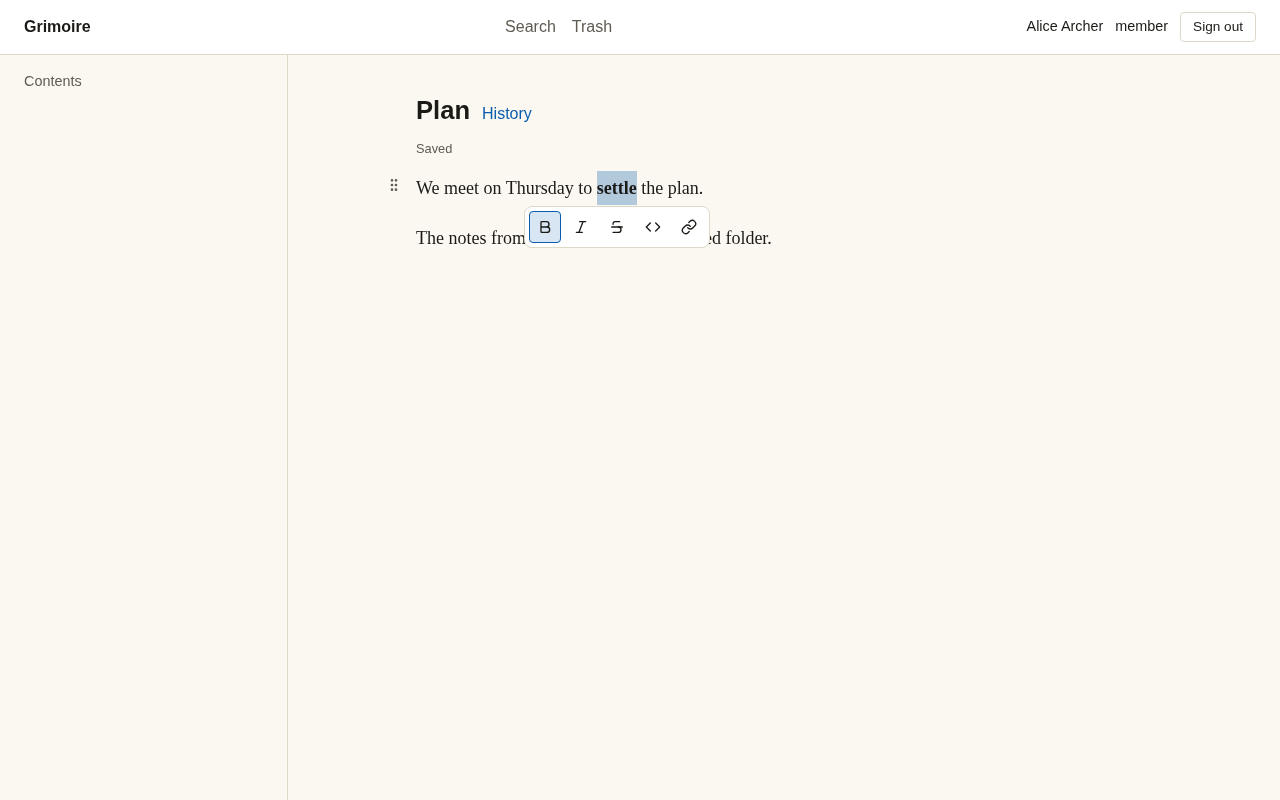 Grimoire
Search Trash
Alice Archer member Sign out
Contents
Plan History
Saved
We meet on Thursday to settle the plan.
The notes from folder.